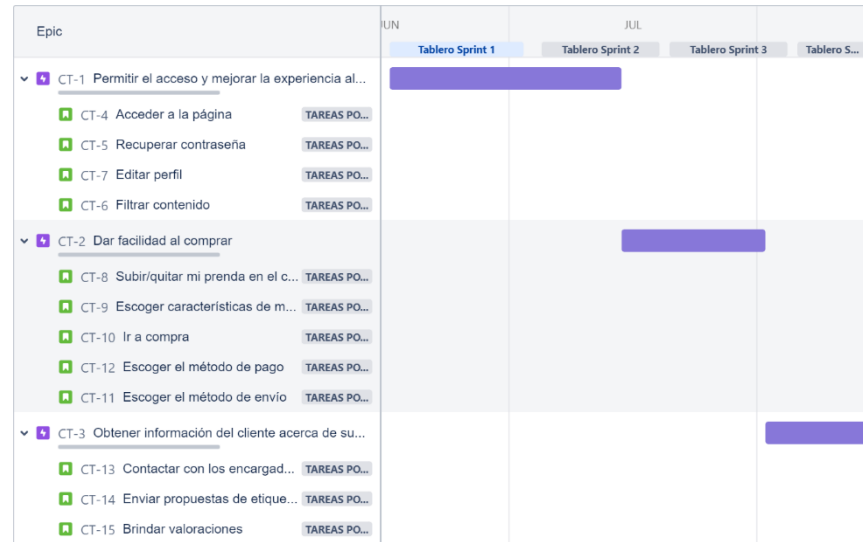 Epic
JUN
JUL
Tablero Sprint 1
Tablero Sprint 2
Tablero Sprint 3
Tablero S...
CT-1 Permitir el acceso y mejorar la experiencia al...
CT-4 Acceder a la página TAREAS PO...
CT-5 Recuperar contraseña TAREAS PO...
CT-7 Editar perfil TAREAS PO...
CT-6 Filtrar contenido TAREAS PO...
CT-2 Dar facilidad al comprar
CT-8 Subir/quitar mi prenda en el c... TAREAS PO...
CT-9 Escoger características de m... TAREAS PO...
CT-10 Ir a compra TAREAS PO...
CT-12 Escoger el método de pago TAREAS PO...
CT-11 Escoger el método de envío TAREAS PO...
CT-3 Obtener información del cliente acerca de su...
CT-13 Contactar con los encargad... TAREAS PO...
CT-14 Enviar propuestas de etique... TAREAS PO...
CT-15 Brindar valoraciones TAREAS PO...